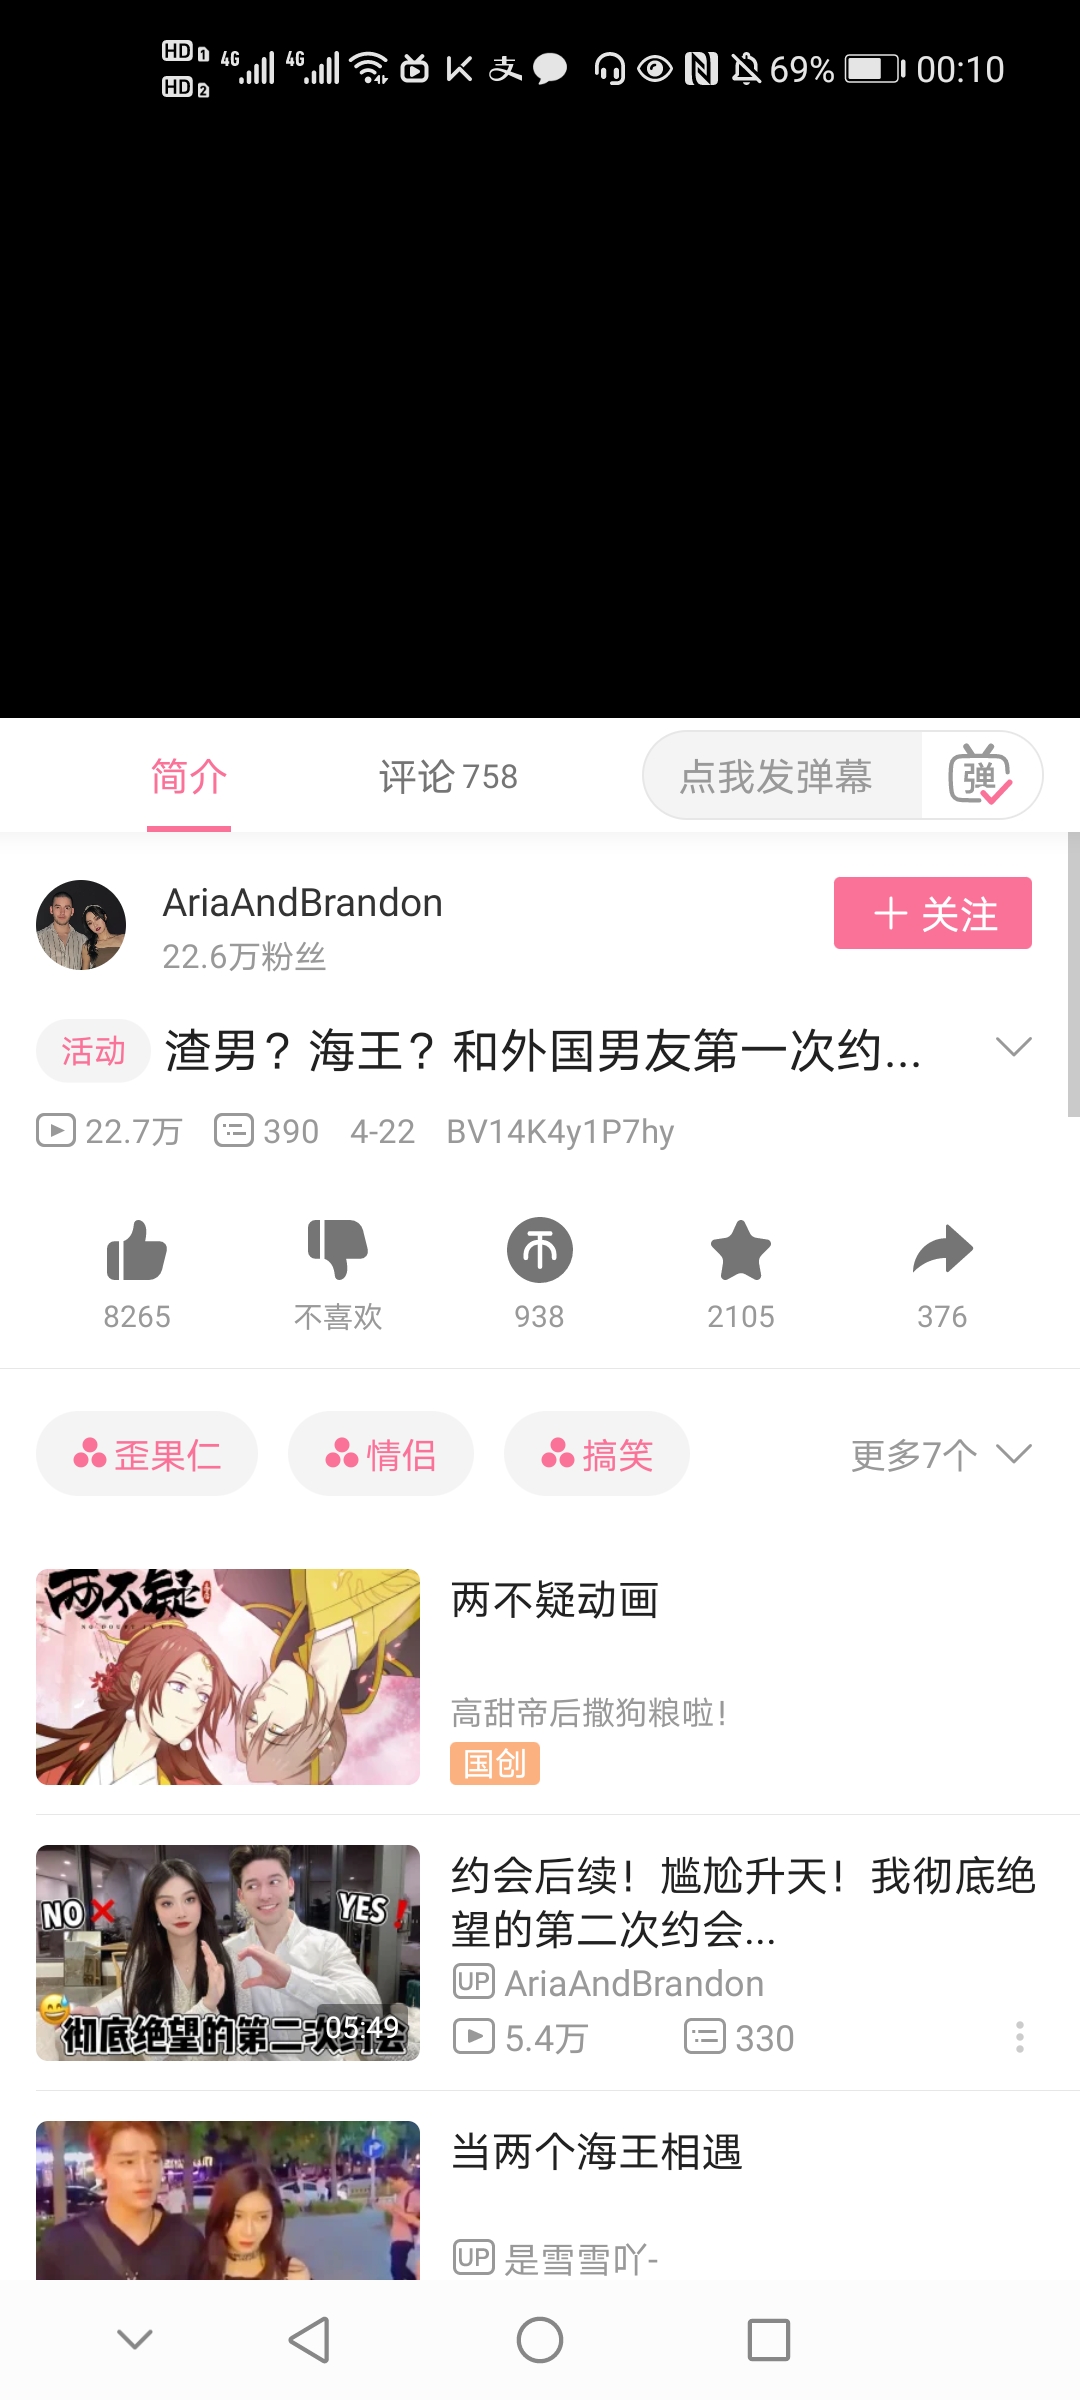 HD 1 4G 4G 支 69% 00:10
HD 2
简介 评论 758 点我发弹幕 弹
AriaAndBrandon
22.6万粉丝
关注
活动 渣男？海王？和外国男友第一次约...
22.7万 390 4-22 BV14K4y1P7hy
8265 不喜欢 938 2105 376
歪果仁 情侣 搞笑 更多7个
两不疑
NO DOUBT IN US
两不疑动画
高甜帝后撒狗粮啦！
国创
NO YES
彻底绝望的第二次约会
05:49
约会后续！尴尬升天！我彻底绝
望的第二次约会...
UP AriaAndBrandon
5.4万 330
当两个海王相遇
UP 是雪雪吖-